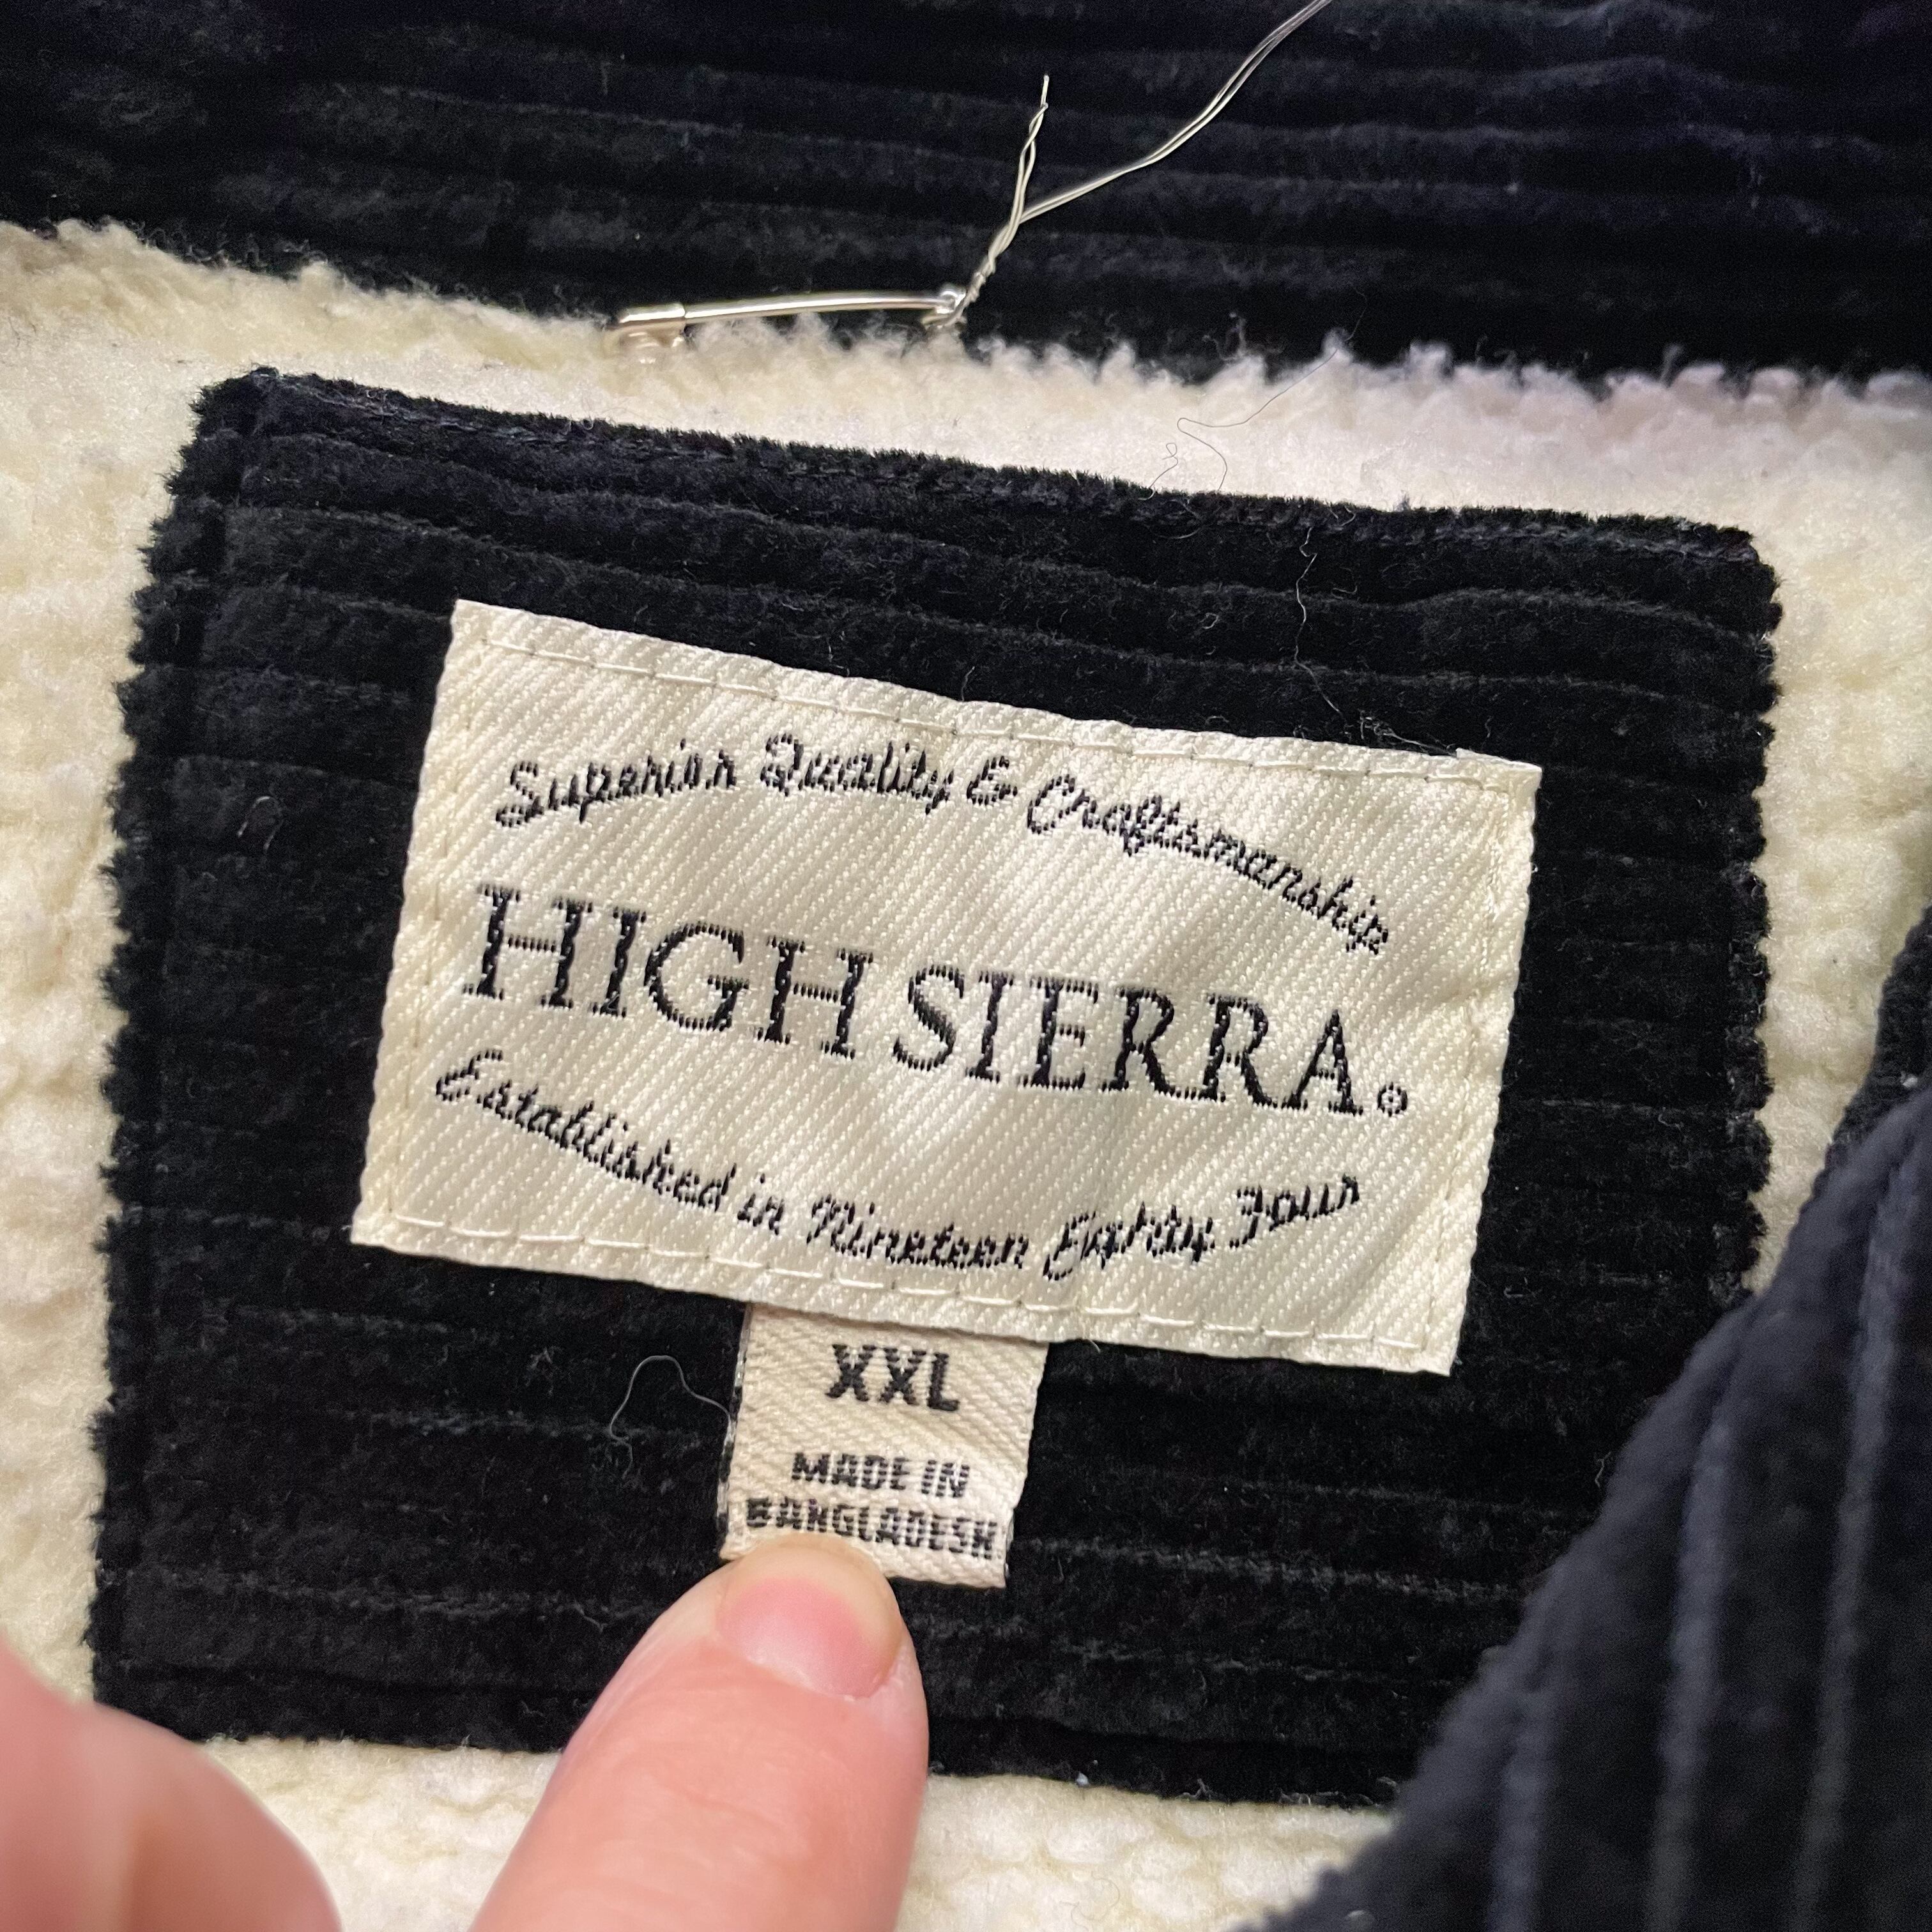 Superior Quality & Craftsmanship
HIGH SIERRA®
Established in Nineteen Eighty Four
XXL
MADE IN
BANGLADESH